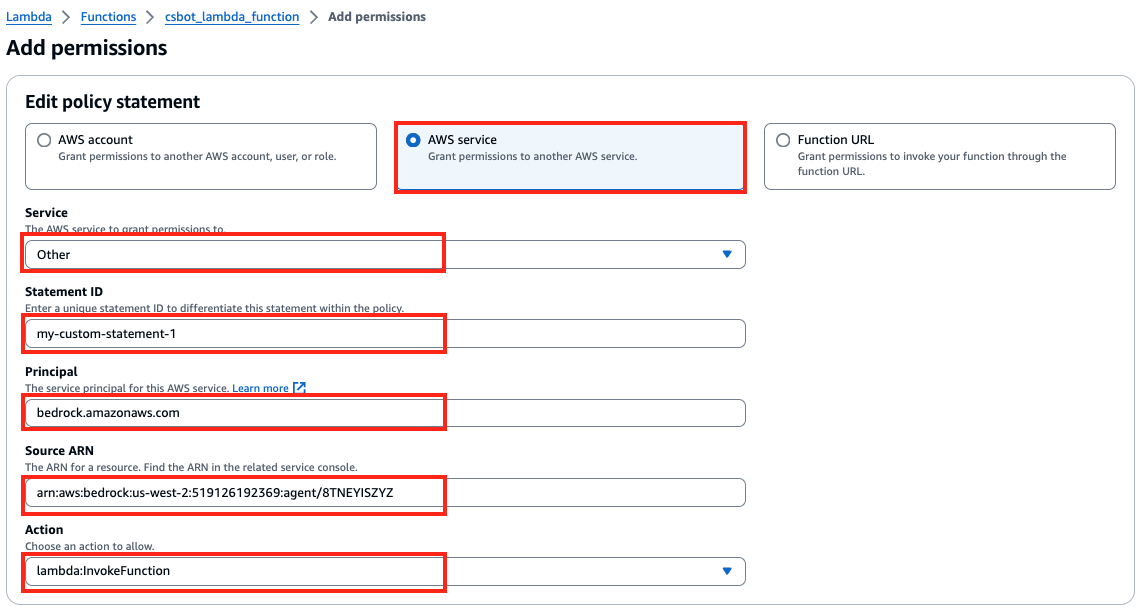 Lambda > Functions > csbot_lambda_function > Add permissions
Add permissions
Edit policy statement
AWS account
Grant permissions to another AWS account, user, or role.
AWS service
Grant permissions to another AWS service.
Function URL
Grant permissions to invoke your function through the
function URL.
Service
The AWS service to grant permissions to.
Other
Statement ID
Enter a unique statement ID to differentiate this statement within the policy.
my-custom-statement-1
Principal
The service principal for this AWS service. Learn more
bedrock.amazonaws.com
Source ARN
The ARN for a resource. Find the ARN in the related service console.
arn:aws:bedrock:us-west-2:519126192369:agent/8TNEYISZYZ
Action
Choose an action to allow.
lambda:InvokeFunction